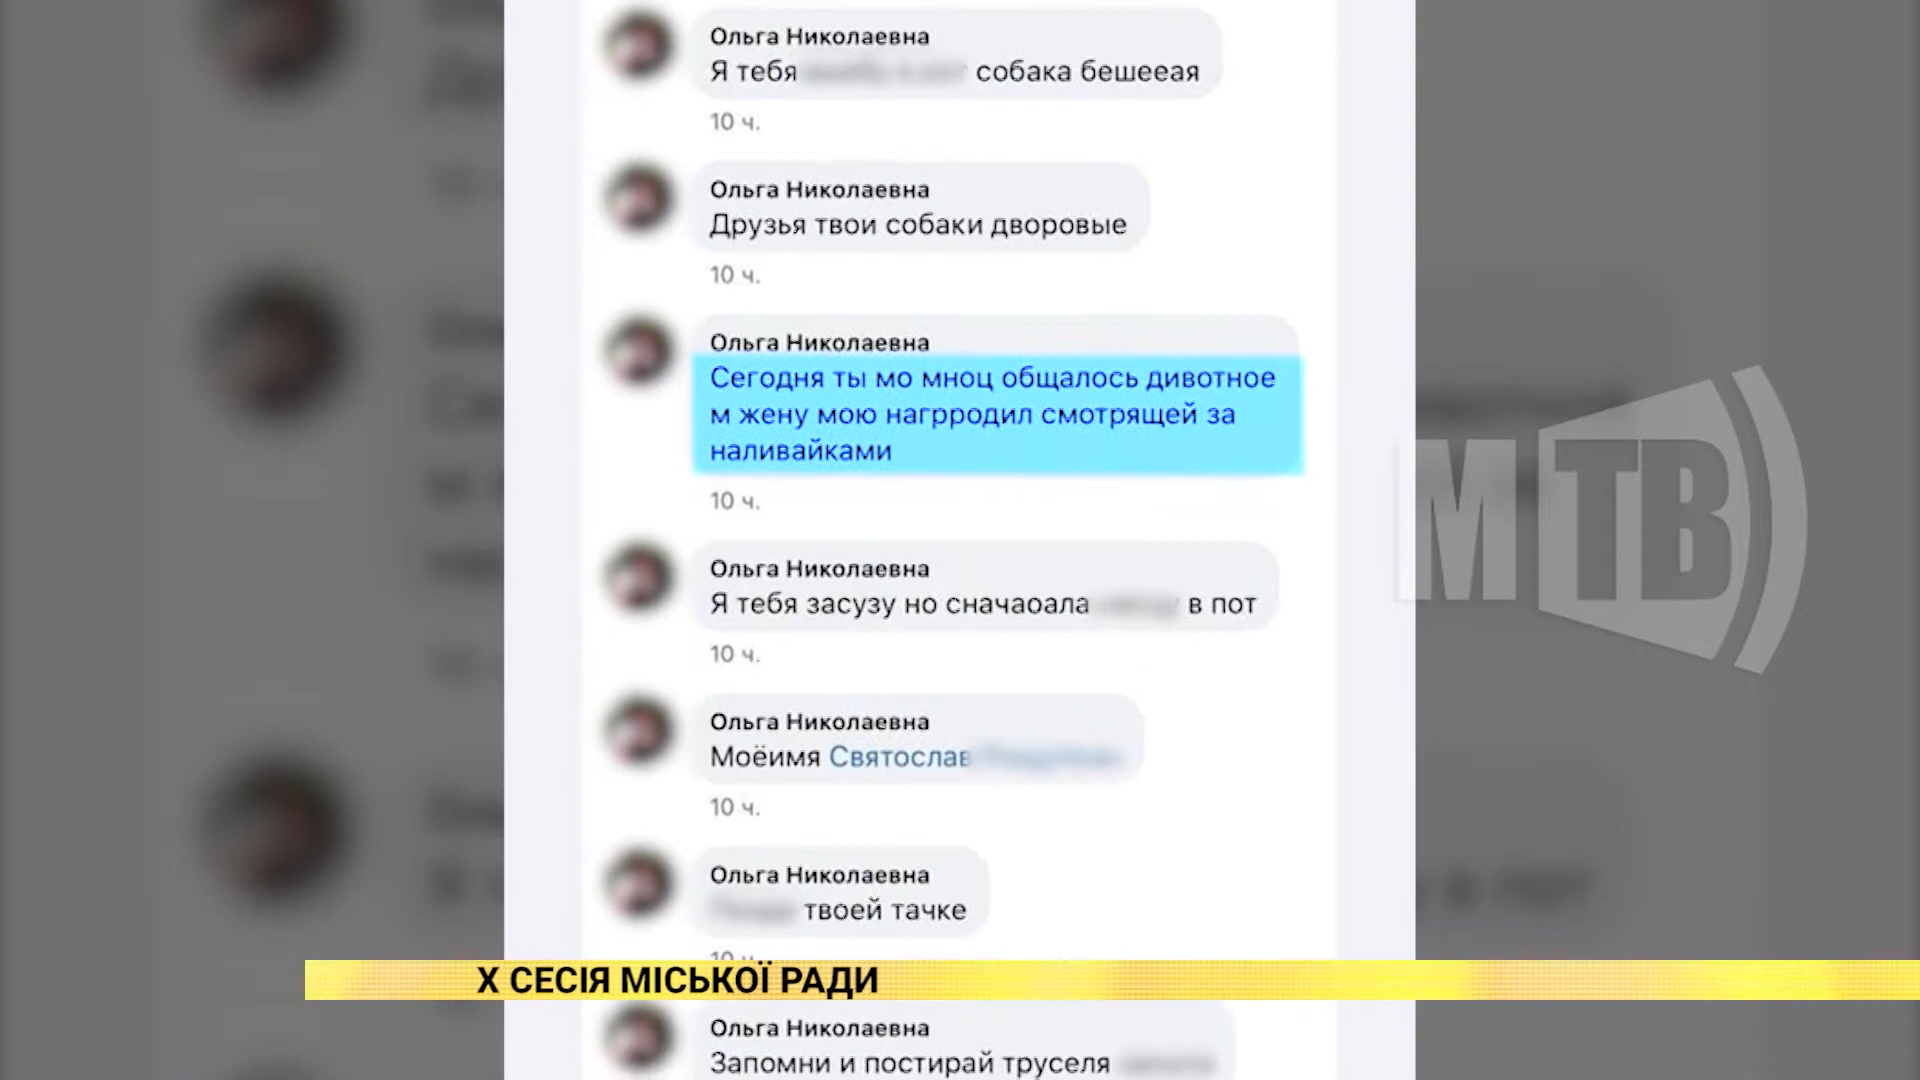 Ольга Николаевна
Я тебя собака бешееая
10 ч.
Ольга Николаевна
Друзья твои собаки дворовые
10 ч.
Ольга Николаевна
Сегодня ты мо мноц общалось дивотное
м жену мою нагрродил смотрящей за
наливайками
10 ч.
Ольга Николаевна
Я тебя засузу но сначаоала в пот
10 ч.
Ольга Николаевна
Моёимя Святослав
10 ч.
Ольга Николаевна
твоей тачке
10 ч.
Х СЕСІЯ МІСЬКОЇ РАДИ
Ольга Николаевна
Запомни и постирай труселя
МТВ